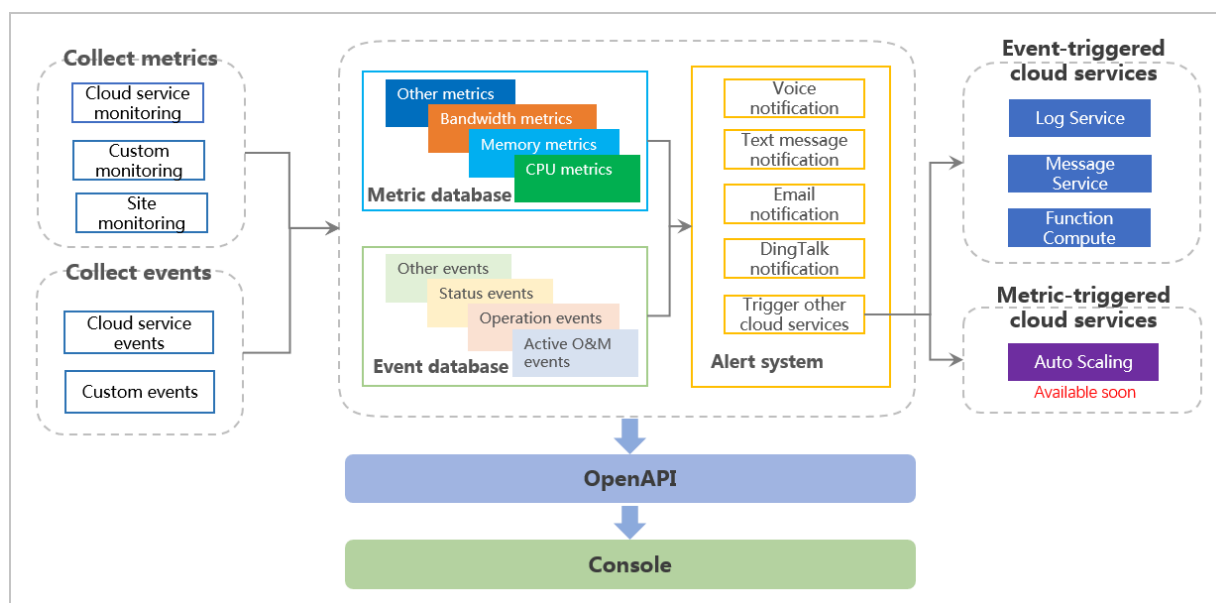 Collect metrics
Cloud service
monitoring
Custom
monitoring
Site
monitoring
Collect events
Cloud service
events
Custom events
Other metrics
Bandwidth metrics
Memory metrics
CPU metrics
Metric database
Other events
Status events
Operation events
Active O&M
events
Event database
Voice
notification
Text message
notification
Email
notification
DingTalk
notification
Trigger other
cloud services
Alert system
Event-triggered
cloud services
Log Service
Message
Service
Function
Compute
Metric-triggered
cloud services
Auto Scaling
Available soon
OpenAPI
Console